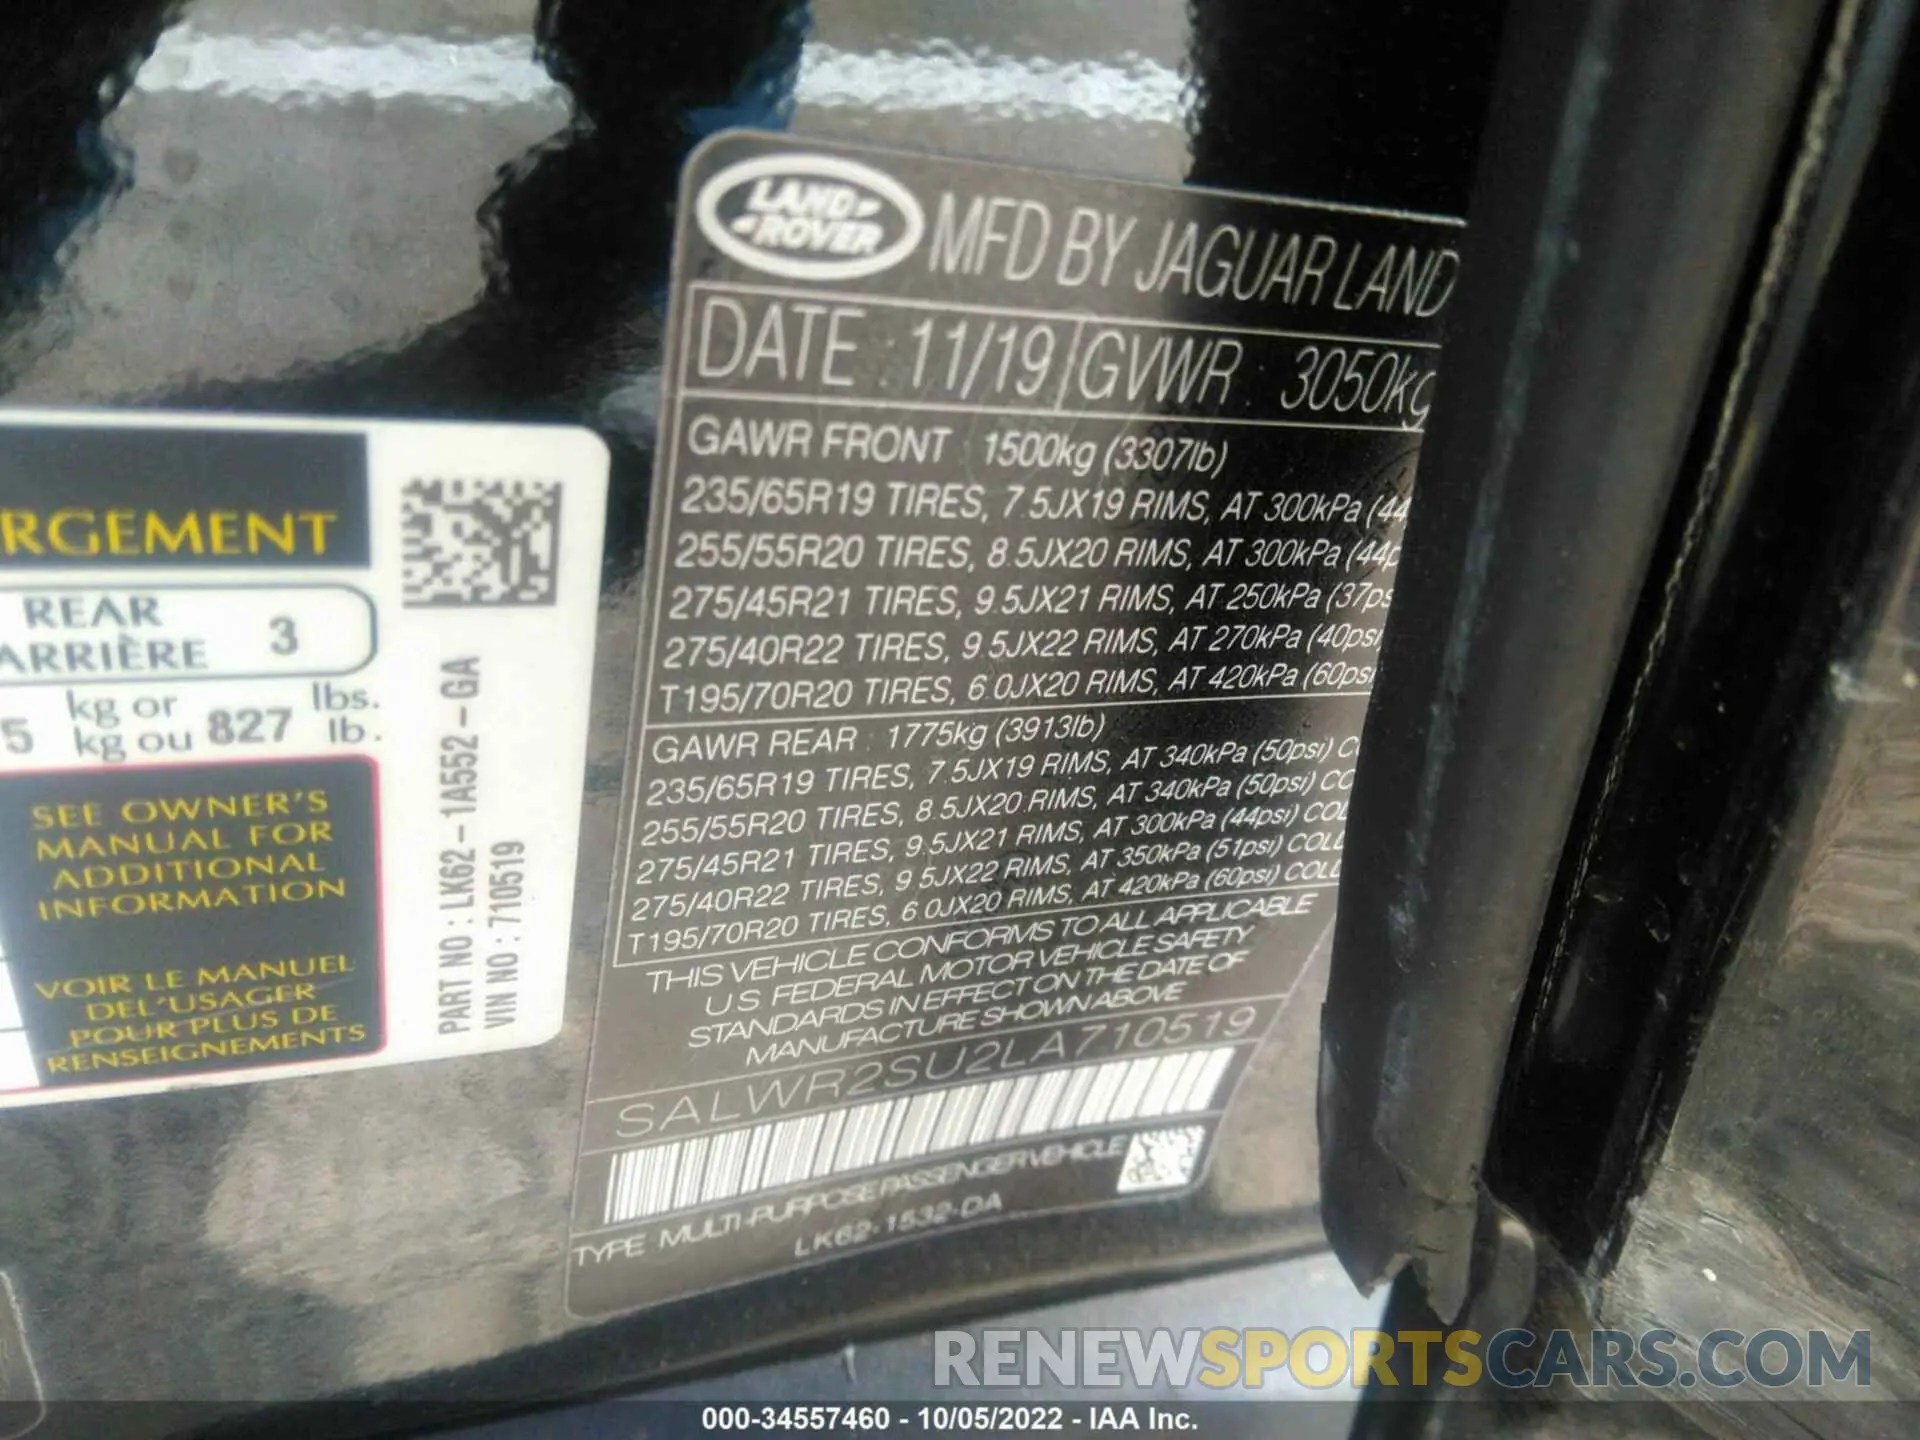 LAND
ROVER
MFD BY JAGUAR LAND
DATE : 11/19 GVWR : 3050kg
GAWR FRONT : 1500kg (3307lb)
235/65R19 TIRES, 7.5JX19 RIMS, AT 300kPa (44
255/55R20 TIRES, 8.5JX20 RIMS, AT 300kPa (44p
275/45R21 TIRES, 9.5JX21 RIMS, AT 250kPa (37ps
275/40R22 TIRES, 9.5JX22 RIMS, AT 270kPa (40psi
T195/70R20 TIRES, 6.0JX20 RIMS, AT 420kPa (60psi
GAWR REAR : 1775kg (3913lb)
235/65R19 TIRES, 7.5JX19 RIMS, AT 340kPa (50psi) C
255/55R20 TIRES, 8.5JX20 RIMS, AT 340kPa (50psi) CO
275/45R21 TIRES, 9.5JX21 RIMS, AT 300kPa (44psi) COL
275/40R22 TIRES, 9.5JX22 RIMS, AT 350kPa (51psi) COLD
T195/70R20 TIRES, 6.0JX20 RIMS, AT 420kPa (60psi) COLD
THIS VEHICLE CONFORMS TO ALL APPLICABLE
U.S. FEDERAL MOTOR VEHICLE SAFETY
STANDARDS IN EFFECT ON THE DATE OF
MANUFACTURE SHOWN ABOVE
SALWR2SU2LA710519
TYPE MULTI-PURPOSE PASSENGER VEHICLE
LK62-1532-DA
RGEMENT
REAR
ARRIÈRE 3
5 kg or 827 lbs.
kg ou lb.
SEE OWNER'S
MANUAL FOR
ADDITIONAL
INFORMATION
VOIR LE MANUEL
DEL'USAGER
POUR PLUS DE
RENSEIGNEMENTS
PART NO : LK62-1A552-GA
VIN NO : 710519
RENEWSPORTSCARS.COM
000-34557460 - 10/05/2022 - IAA Inc.